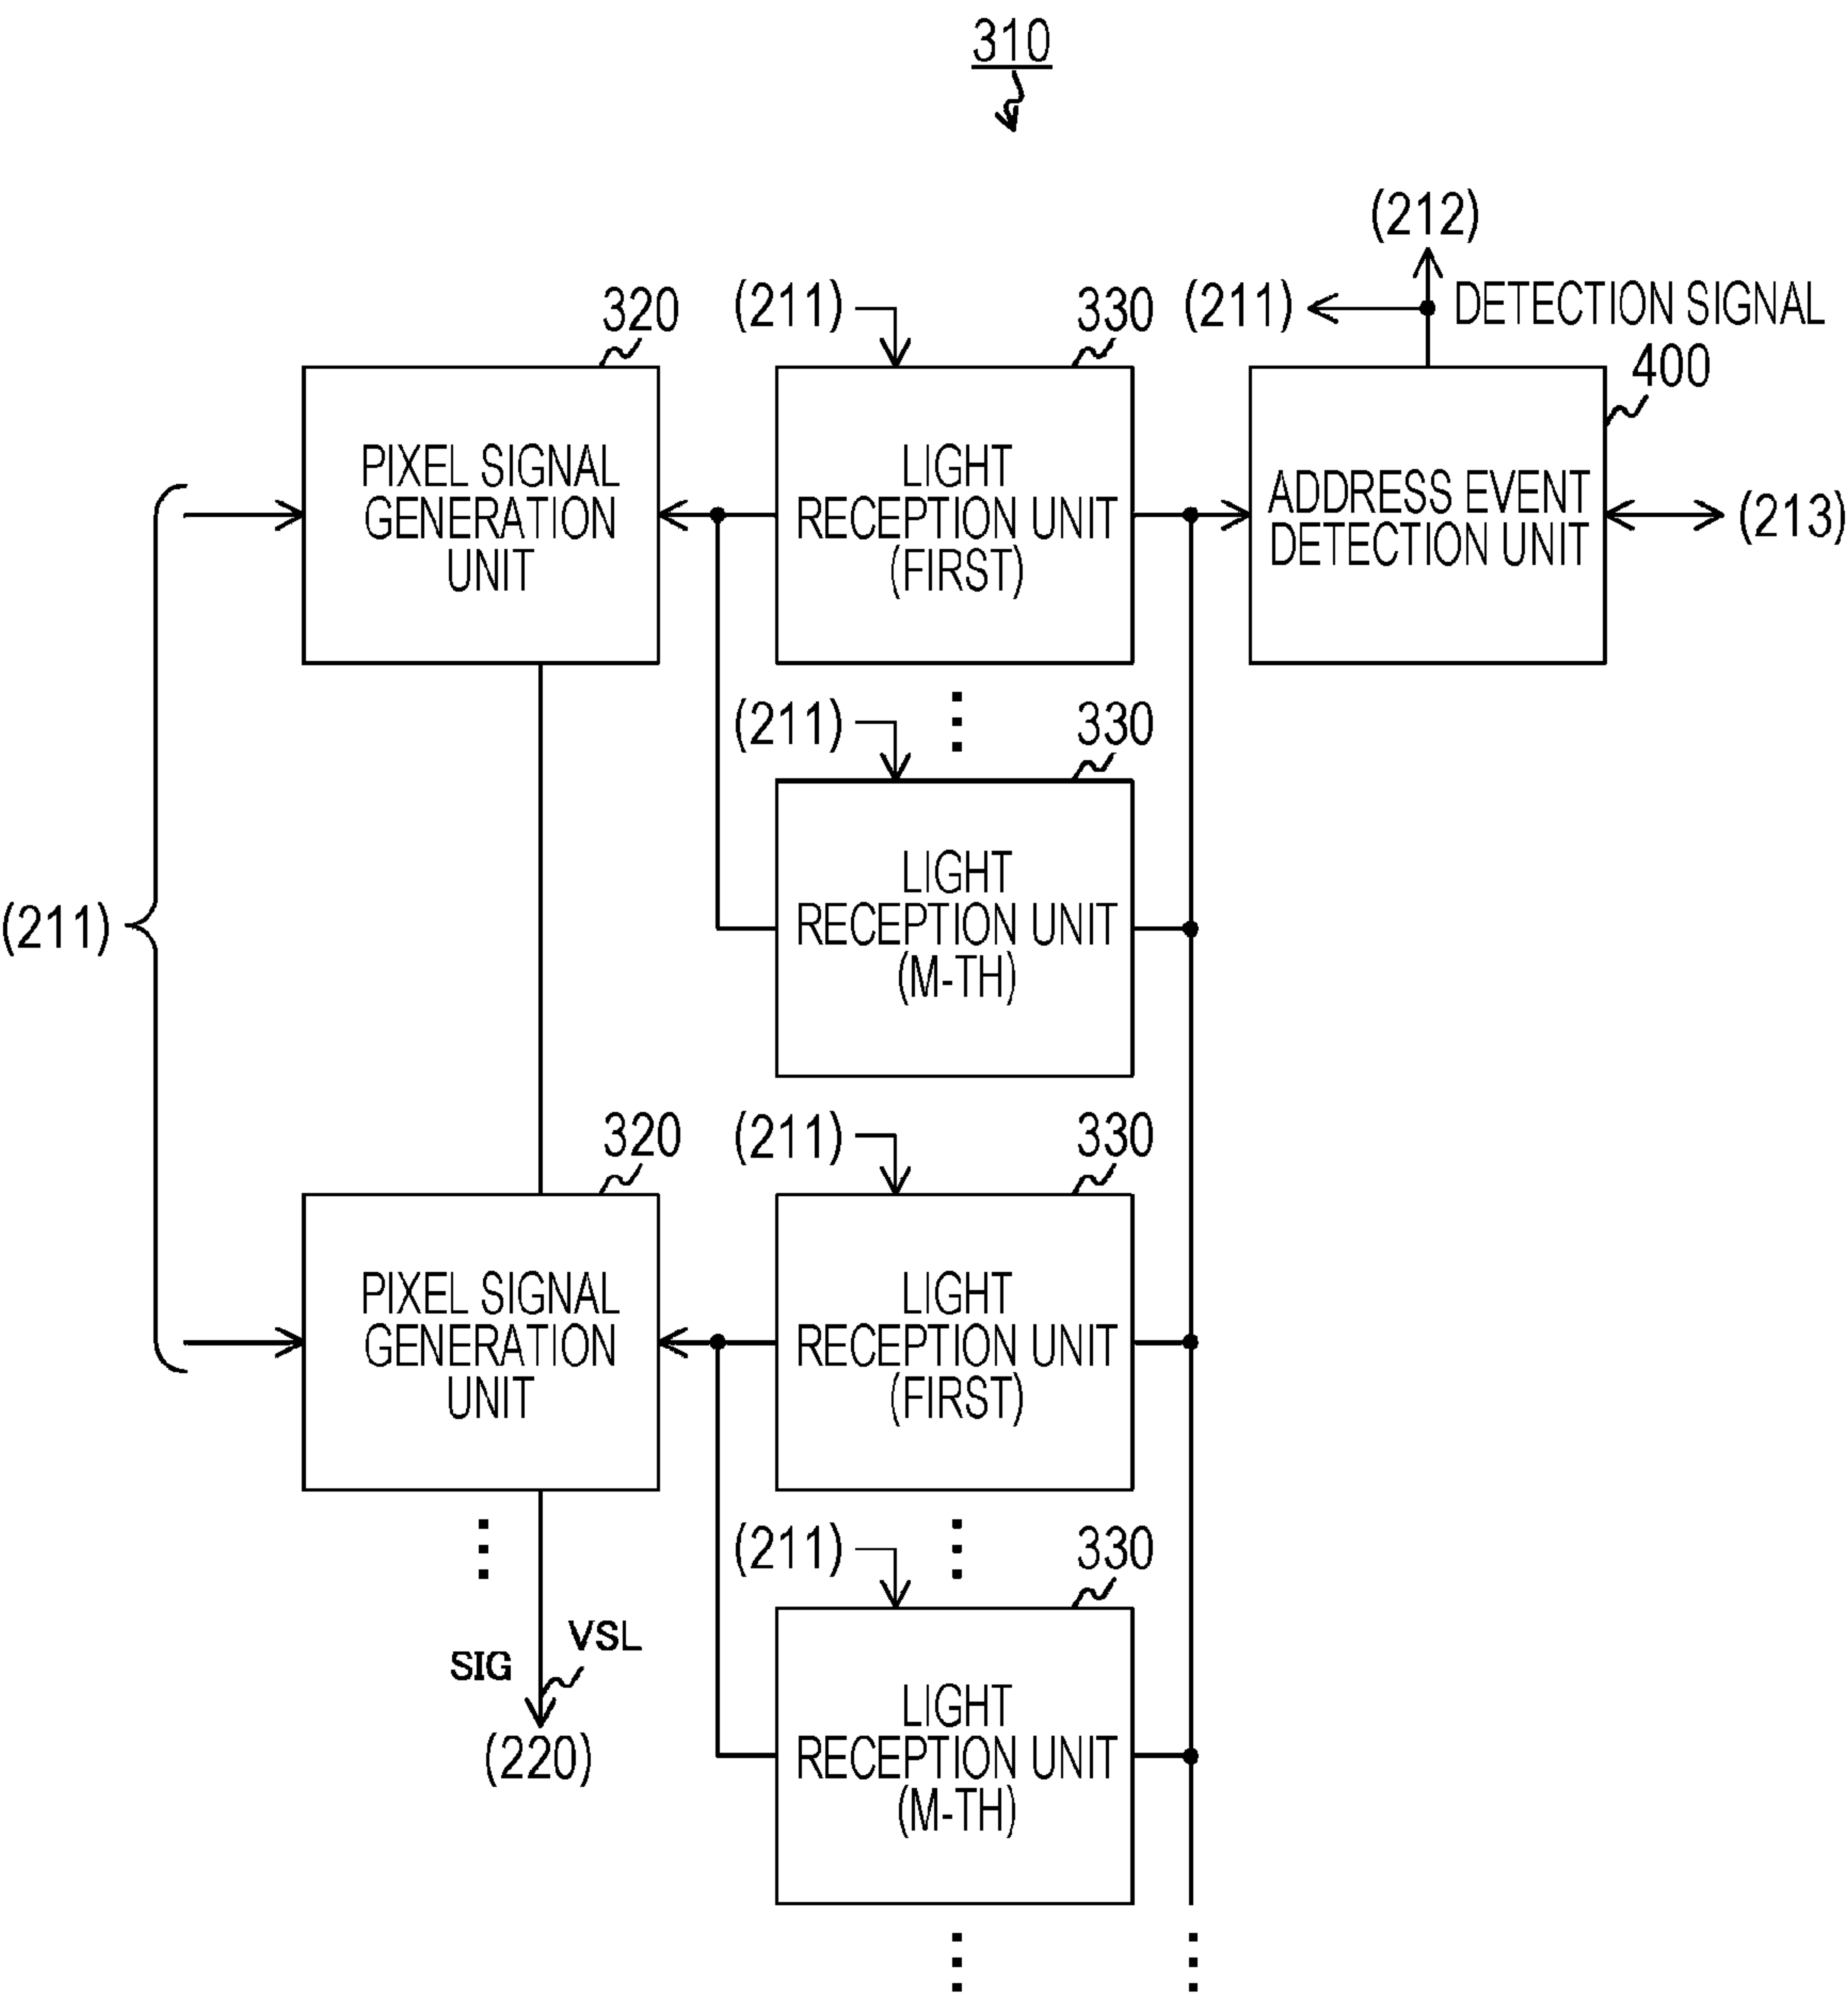 310
(212)
320
(211)
330
(211)
DETECTION SIGNAL
400
PIXEL SIGNAL
GENERATION
UNIT
LIGHT
RECEPTION UNIT
(FIRST)
ADDRESS EVENT
DETECTION UNIT
(213)
(211)
330
(211)
LIGHT
RECEPTION UNIT
(M-TH)
320
(211)
330
PIXEL SIGNAL
GENERATION
UNIT
LIGHT
RECEPTION UNIT
(FIRST)
(211)
330
SIG
VSL
(220)
LIGHT
RECEPTION UNIT
(M-TH)